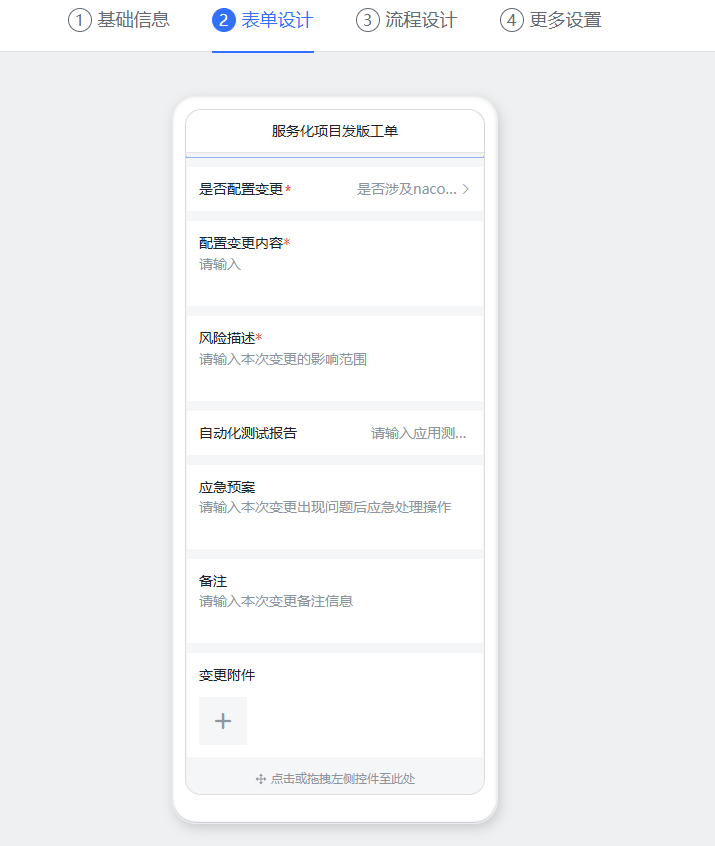 1 基础信息 2 表单设计 3 流程设计 4 更多设置
服务化项目发版工单
是否配置变更* 是否涉及naco...
配置变更内容*
请输入
风险描述*
请输入本次变更的影响范围
自动化测试报告 请输入应用测...
应急预案
请输入本次变更出现问题后应急处理操作
备注
请输入本次变更备注信息
变更附件
点击或拖拽左侧控件至此处